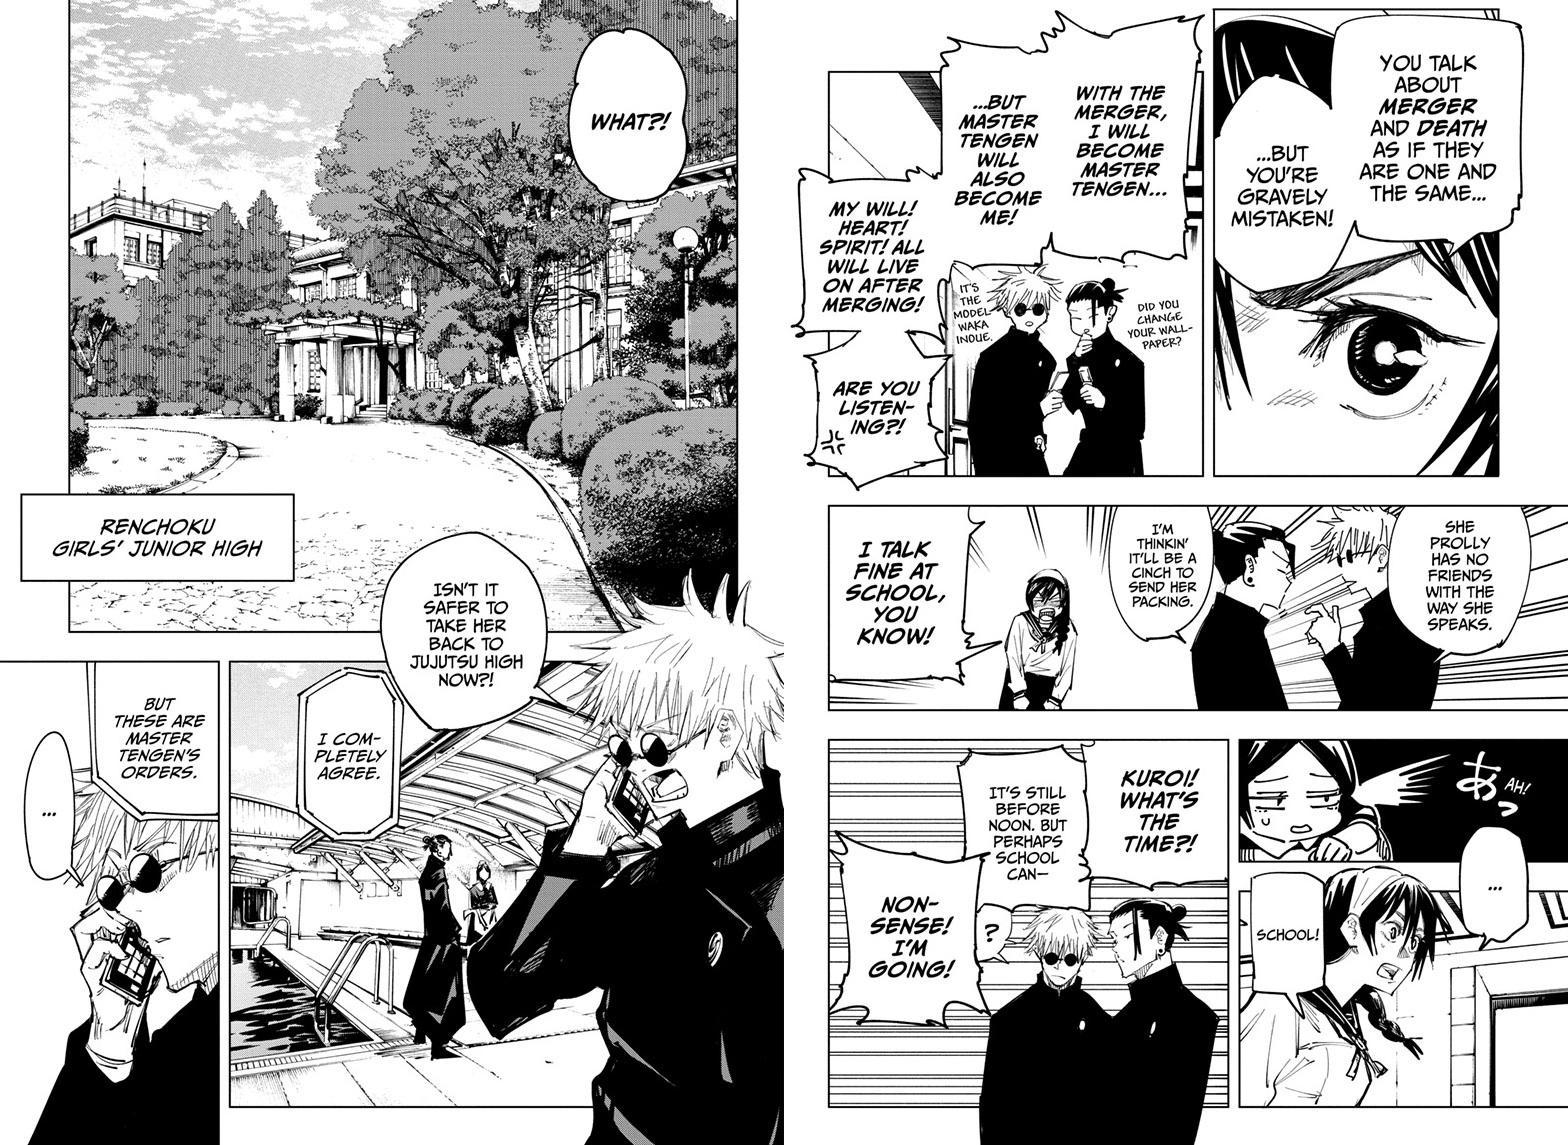 YOU TALK
ABOUT
MERGER
AND DEATH
AS IF THEY
ARE ONE AND
THE SAME...
...BUT
YOU'RE
GRAVELY
MISTAKEN!
WITH THE
MERGER,
I WILL
BECOME
MASTER
TENGEN...
...BUT
MASTER
TENGEN
WILL
ALSO
BECOME
ME!
MY WILL!
HEART!
SPIRIT! ALL
WILL LIVE
ON AFTER
MERGING!
DID YOU
CHANGE
YOUR WALL-
PAPER?
IT'S
THE
MODEL
WAKA
INOUE.
ARE YOU
LISTEN-
ING?!
SHE
PROLLY
HAS NO
FRIENDS
WITH THE
WAY SHE
SPEAKS.
I'M
THINKIN'
IT'LL BE A
CINCH TO
SEND HER
PACKING.
I TALK
FINE AT
SCHOOL,
YOU
KNOW!
あっ
AH!
...
SCHOOL!
KUROI!
WHAT'S
THE
TIME?!
IT'S STILL
BEFORE
NOON. BUT
PERHAPS
SCHOOL
CAN—
NON-
SENSE!
I'M
GOING!
?
WHAT?!
RENCHOKU
GIRLS' JUNIOR HIGH
ISN'T IT
SAFER TO
TAKE HER
BACK TO
JUJUTSU HIGH
NOW?!
I COM-
PLETELY
AGREE.
BUT
THESE ARE
MASTER
TENGEN'S
ORDERS.
...